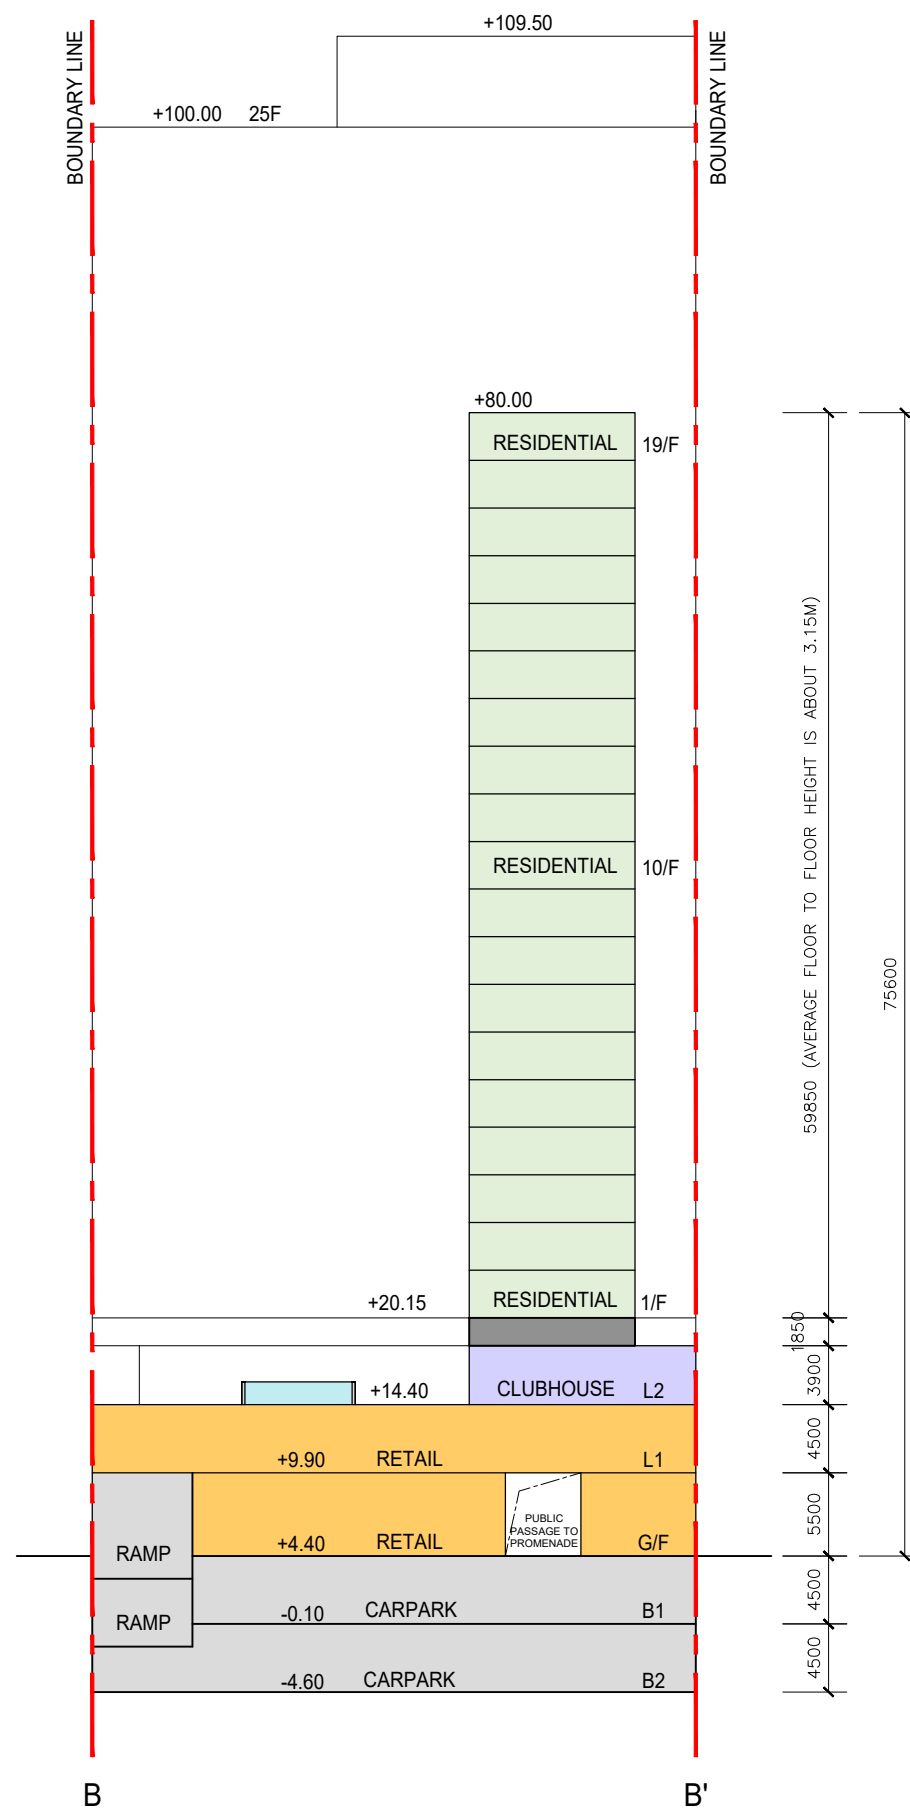 +109.50
BOUNDARY LINE
BOUNDARY LINE
+100.00 25F
+80.00
RESIDENTIAL 19/F
59850 (AVERAGE FLOOR TO FLOOR HEIGHT IS ABOUT 3.15M)
75600
RESIDENTIAL 10/F
+20.15 RESIDENTIAL 1/F
1850
+14.40 CLUBHOUSE L2
3900
+9.90 RETAIL L1
4500
PUBLIC
PASSAGE TO
PROMENADE
5500
RAMP +4.40 RETAIL G/F
RAMP -0.10 CARPARK B1
4500
-4.60 CARPARK B2
4500
B B'